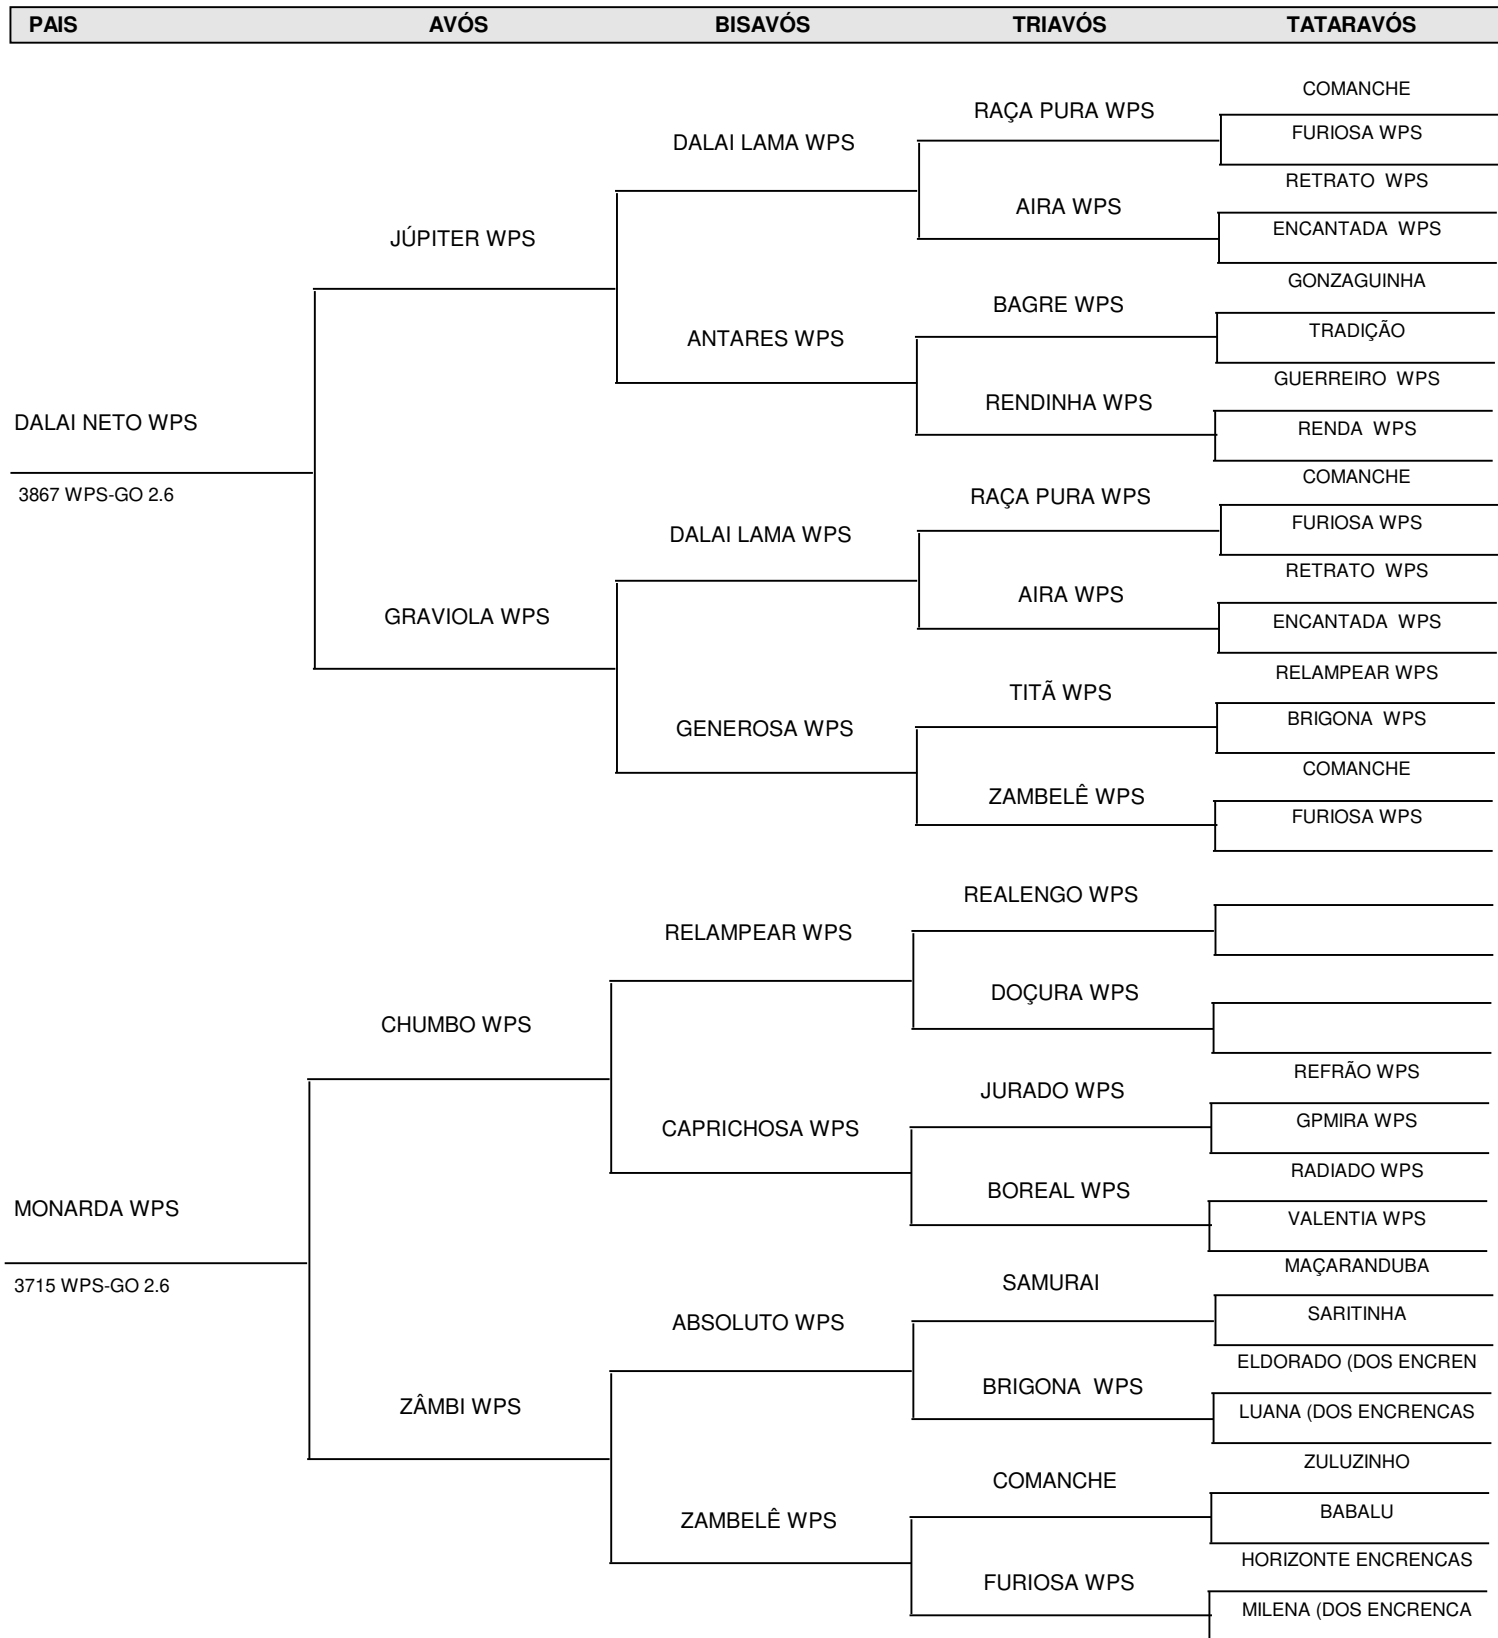 PAIS AVÓS BISAVÓS TRIAVÓS TATARAVÓS
COMANCHE
RAÇA PURA WPS
FURIOSA WPS
DALAI LAMA WPS
RETRATO WPS
AIRA WPS
ENCANTADA WPS
JÚPITER WPS
GONZAGUINHA
BAGRE WPS
TRADIÇÃO
ANTARES WPS
GUERREIRO WPS
RENDINHA WPS
RENDA WPS
DALAI NETO WPS
3867 WPS-GO 2.6
COMANCHE
RAÇA PURA WPS
FURIOSA WPS
DALAI LAMA WPS
RETRATO WPS
AIRA WPS
ENCANTADA WPS
GRAVIOLA WPS
RELAMPEAR WPS
TITÃ WPS
BRIGONA WPS
GENEROSA WPS
COMANCHE
ZAMBELÊ WPS
FURIOSA WPS
REALENGO WPS
RELAMPEAR WPS
DOÇURA WPS
CHUMBO WPS
REFRÃO WPS
JURADO WPS
GPMIRA WPS
CAPRICHOSA WPS
RADIADO WPS
BOREAL WPS
VALENTIA WPS
MONARDA WPS
3715 WPS-GO 2.6
MAÇARANDUBA
SAMURAI
SARITINHA
ABSOLUTO WPS
ELDORADO (DOS ENCREN
BRIGONA WPS
LUANA (DOS ENCRENCAS
ZÂMBI WPS
ZULUZINHO
COMANCHE
BABALU
ZAMBELÊ WPS
HORIZONTE ENCRENCAS
FURIOSA WPS
MILENA (DOS ENCRENCA